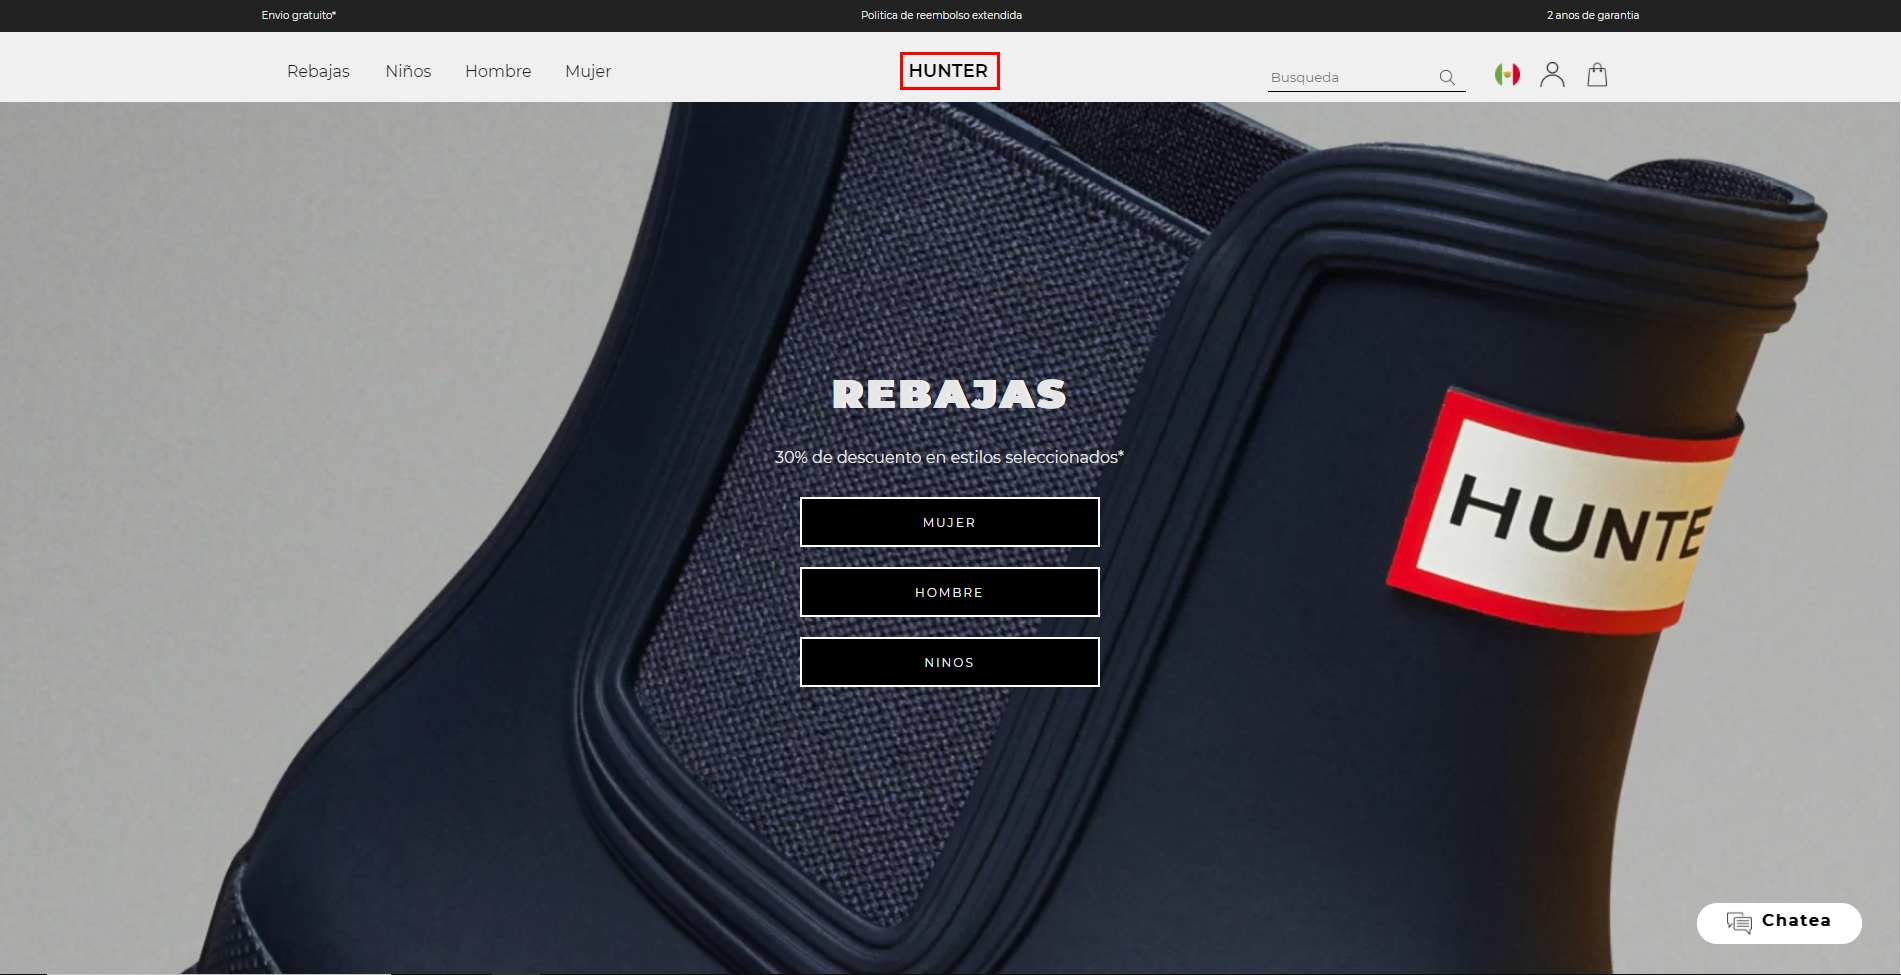 Envio gratuito*
Politica de reembolso extendida
2 anos de garantia
Rebajas
Niños
Hombre
Mujer
HUNTER
Busqueda
REBAJAS
30% de descuento en estilos seleccionados*
MUJER
HOMBRE
NINOS
HUNTE
Chatea